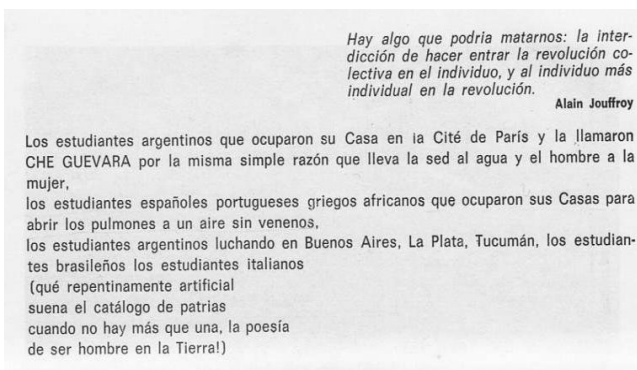 Hay algo que podria matarnos: la inter-
dicción de hacer entrar la revolución co-
lectiva en el individuo, y al individuo más
individual en la revolución.
Alain Jouffroy
Los estudiantes argentinos que ocuparon su Casa en la Cité de París y la llamaron
CHE GUEVARA por la misma simple razón que lleva la sed al agua y el hombre a la
mujer,
los estudiantes españoles portugueses griegos africanos que ocuparon sus Casas para
abrir los pulmones a un aire sin venenos,
los estudiantes argentinos luchando en Buenos Aires, La Plata, Tucumán, los estudian-
tes brasileños los estudiantes italianos
(qué repentinamente artificial
suena el catálogo de patrias
cuando no hay más que una, la poesía
de ser hombre en la Tierra!)